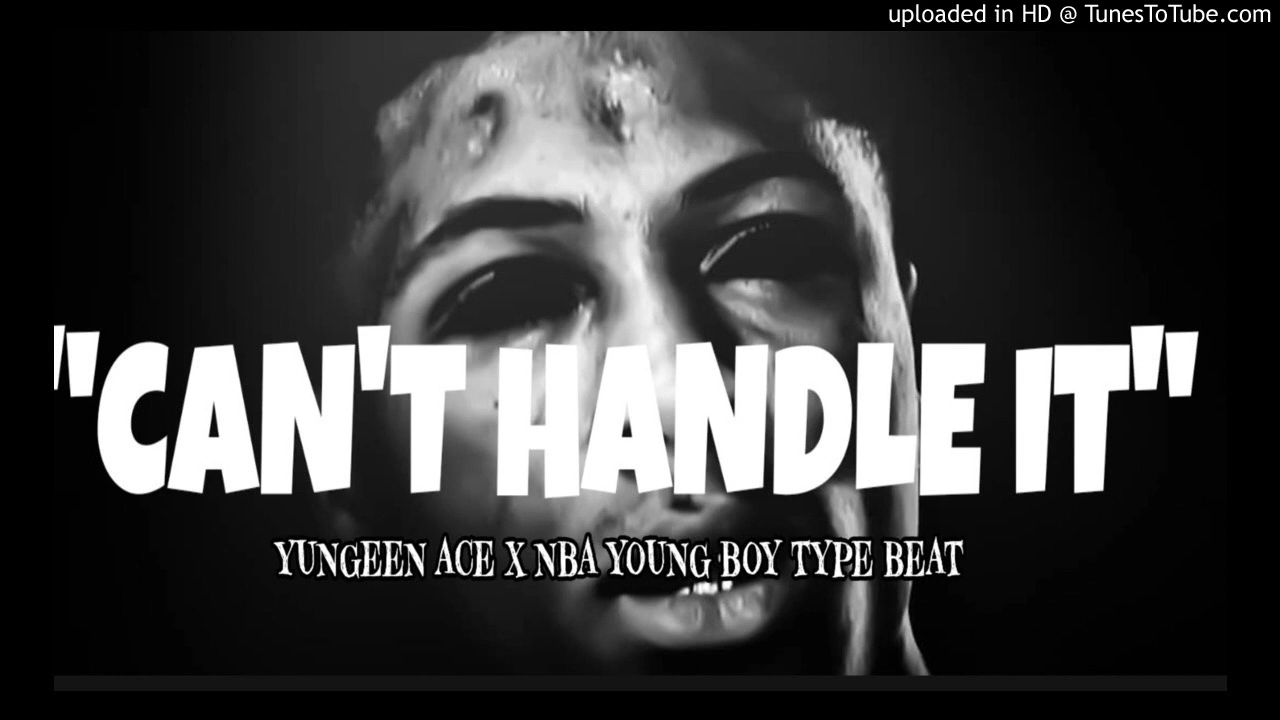 uploaded in HD @ TunesToTube.com
"CAN'T HANDLE IT"
YUNGEEN ACE X NBA YOUNG BOY TYPE BEAT